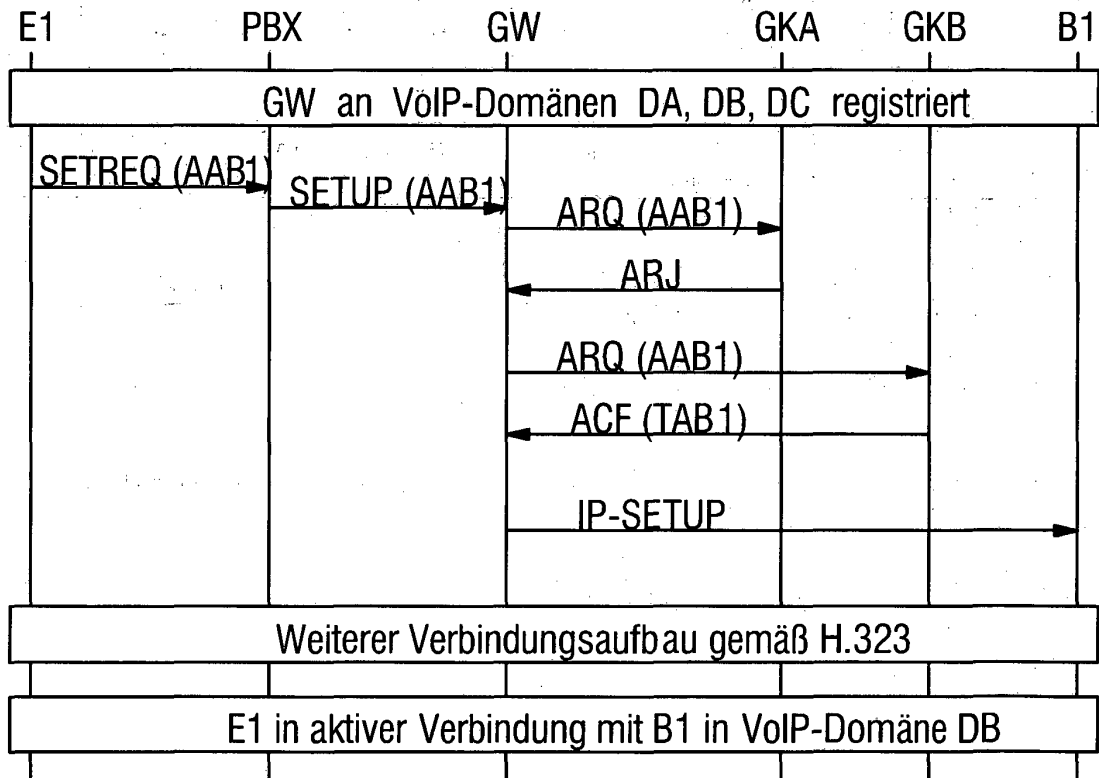 E1 PBX GW GKA GKB B1
GW an VoIP-Domänen DA, DB, DC registriert
SETREQ (AAB1)
SETUP (AAB1)
ARQ (AAB1)
ARJ
ARQ (AAB1)
ACF (TAB1)
IP-SETUP
Weiterer Verbindungsaufbau gemäß H.323
E1 in aktiver Verbindung mit B1 in VoIP-Domäne DB